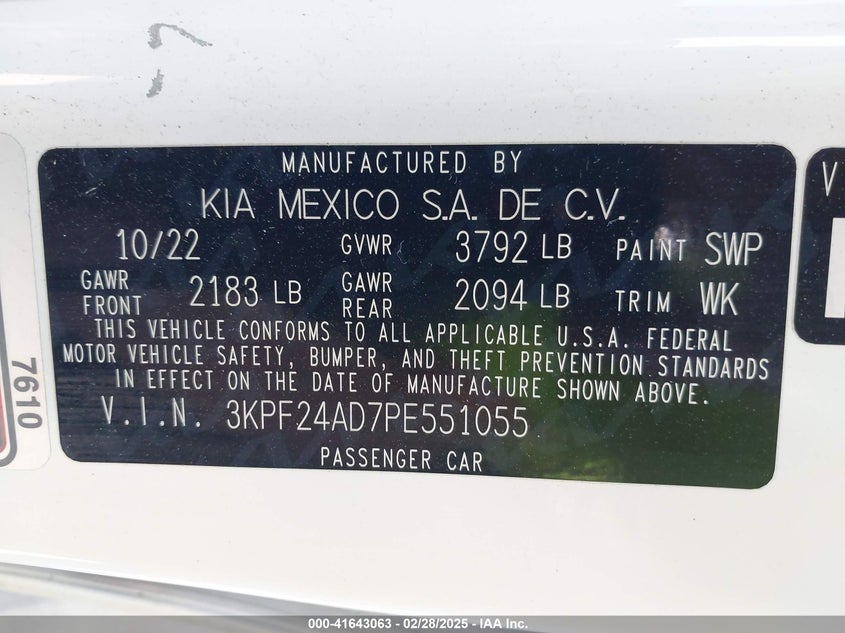 MANUFACTURED BY
KIA MEXICO S.A. DE C.V.
10/22 GVWR 3792 LB PAINT SWP
GAWR FRONT 2183 LB GAWR REAR 2094 LB TRIM WK
THIS VEHICLE CONFORMS TO ALL APPLICABLE U.S.A. FEDERAL
MOTOR VEHICLE SAFETY, BUMPER, AND THEFT PREVENTION STANDARDS
IN EFFECT ON THE DATE OF MANUFACTURE SHOWN ABOVE.
V.I.N. 3KPF24AD7PE551055
PASSENGER CAR
7610
V
000-41643063 - 02/28/2025 - IAA Inc.